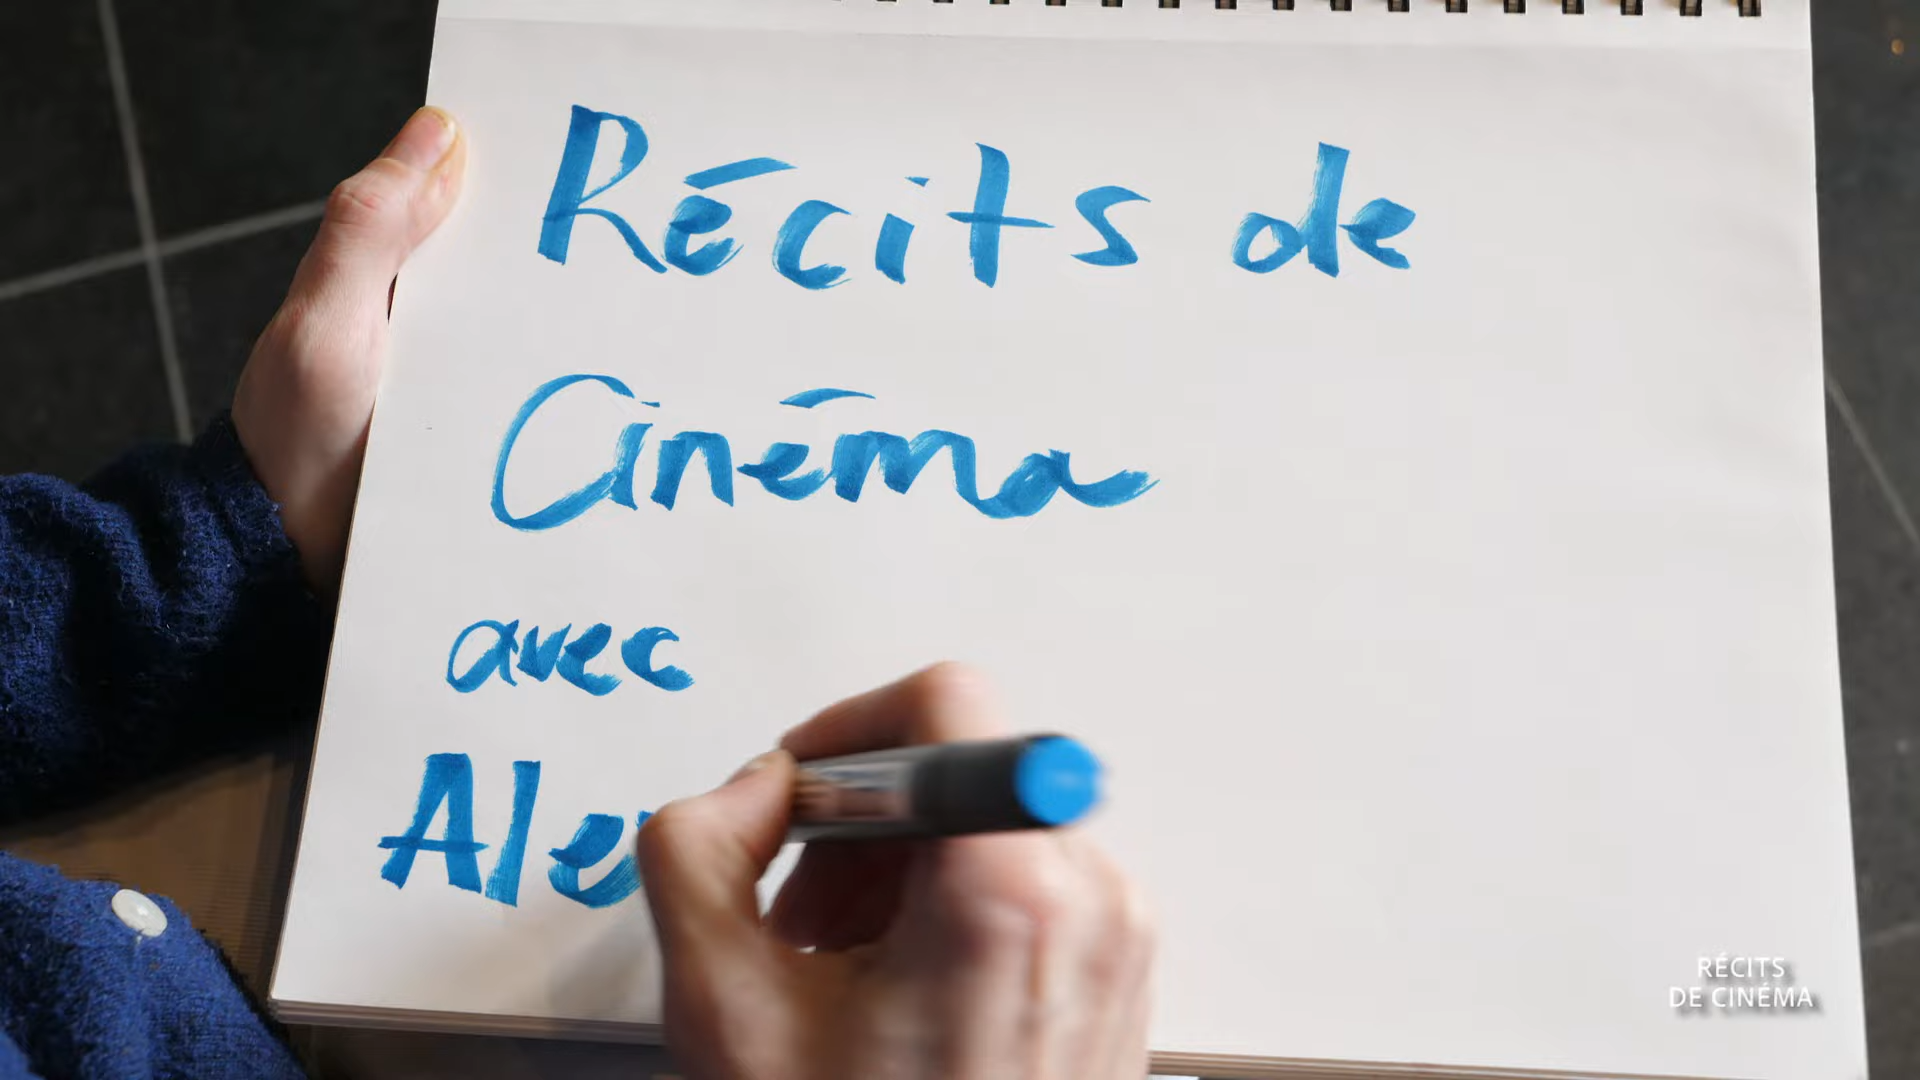 Récits de
Cinéma
avec
Ale
RÉCITS
DE CINÉMA